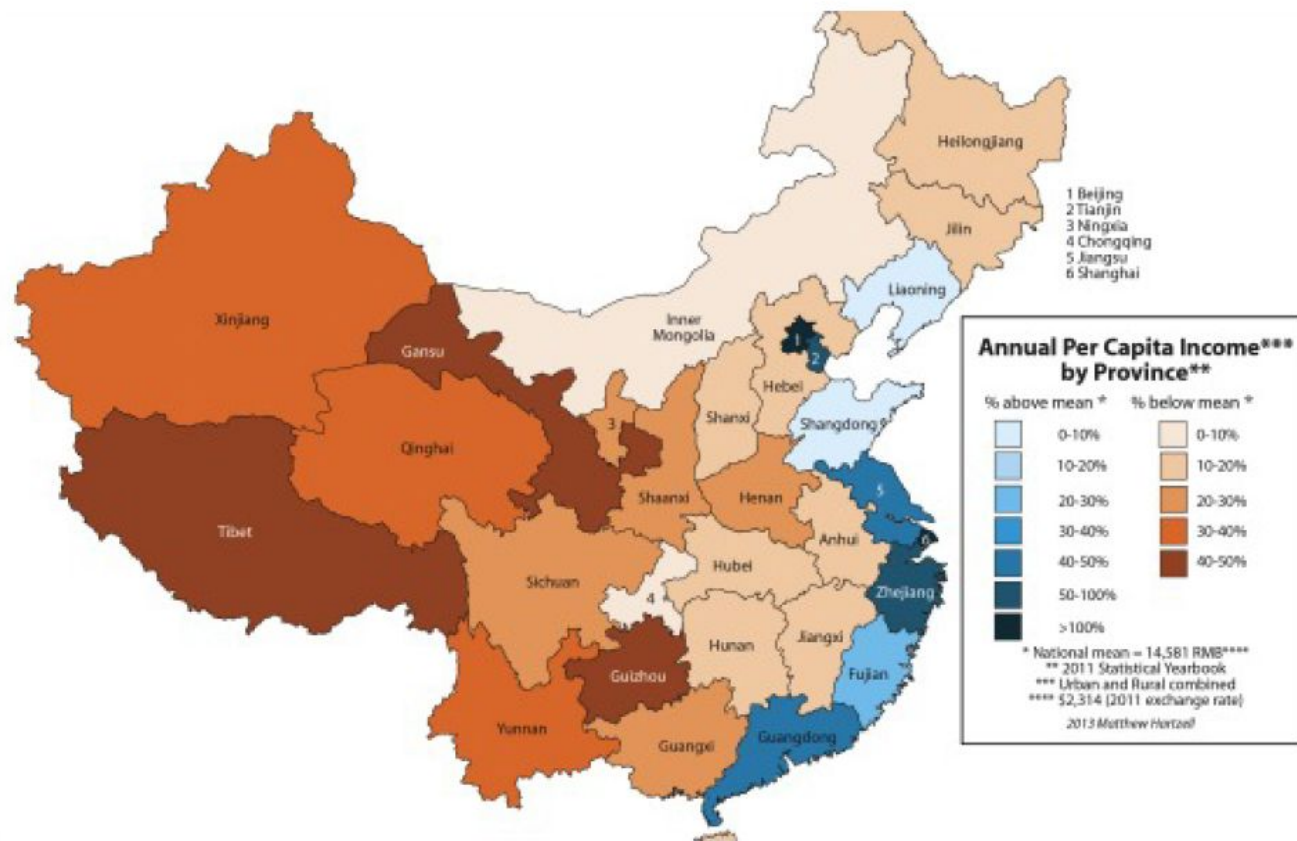 Heilongjiang
1 Beijing
2 Tianjin
3 Ningxia
4 Chongqing
5 Jiangsu
6 Shanghai
Jilin
Liaoning
Xinjiang
Inner
Mongolia
Gansu
1
2
Hebei
Shanxi
Shangdong
3
Qinghai
Shaanxi
Henan
5
Tibet
Anhui
6
Sichuan
Hubei
4
Zhejiang
Hunan
Jiangxi
Guizhou
Fujian
Yunnan
Guangxi
Guangdong
Annual Per Capita Income***
by Province**
% above mean * % below mean *
0-10% 0-10%
10-20% 10-20%
20-30% 20-30%
30-40% 30-40%
40-50% 40-50%
50-100%
>100%
* National mean = 14,581 RMB****
** 2011 Statistical Yearbook
*** Urban and Rural combined
**** $2,314 (2011 exchange rate)
2013 Matthew Hartzell